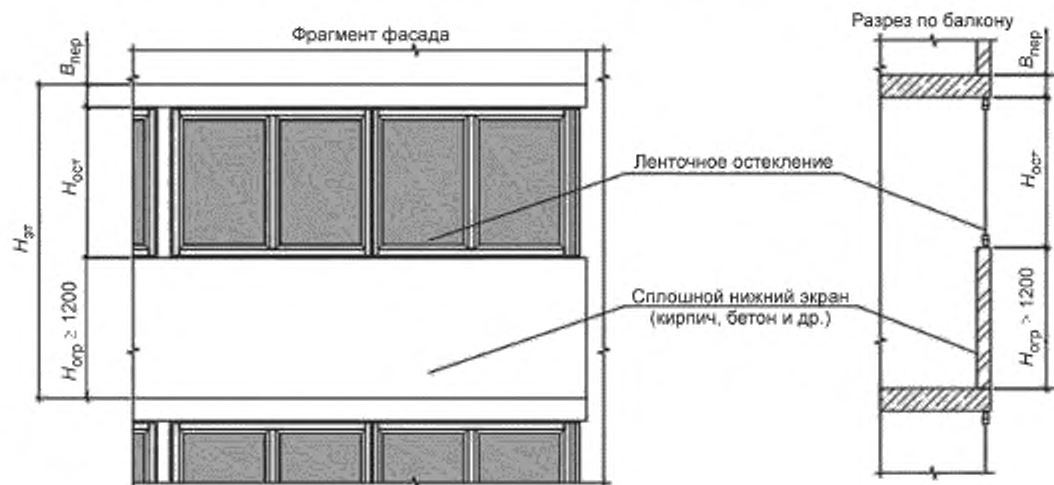 Фрагмент фасада
Разрез по балкону
Bпер
Bпер
Hост
Hост
Ленточное остекление
Hэт
Сплошной нижний экран
(кирпич, бетон и др.)
Hогр ≥ 1200
Hогр > 1200